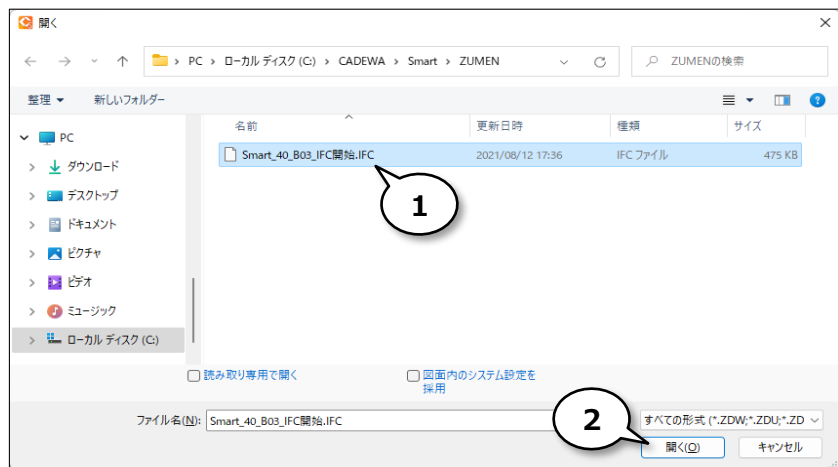 開く
PC › ローカル ディスク (C:) › CADEWA › Smart › ZUMEN
ZUMENの検索
整理 新しいフォルダー
名前 更新日時 種類 サイズ
Smart_40_B03_IFC開始.IFC 2021/08/12 17:36 IFC ファイル 475 KB
1
PC
ダウンロード
デスクトップ
ドキュメント
ピクチャ
ビデオ
ミュージック
ローカル ディスク (C:)
読み取り専用で開く
図面内のシステム設定を
採用
ファイル名(N): Smart_40_B03_IFC開始.IFC
すべての形式 (*.ZDW;*.ZDU;*.ZD
2
開く(O) キャンセル